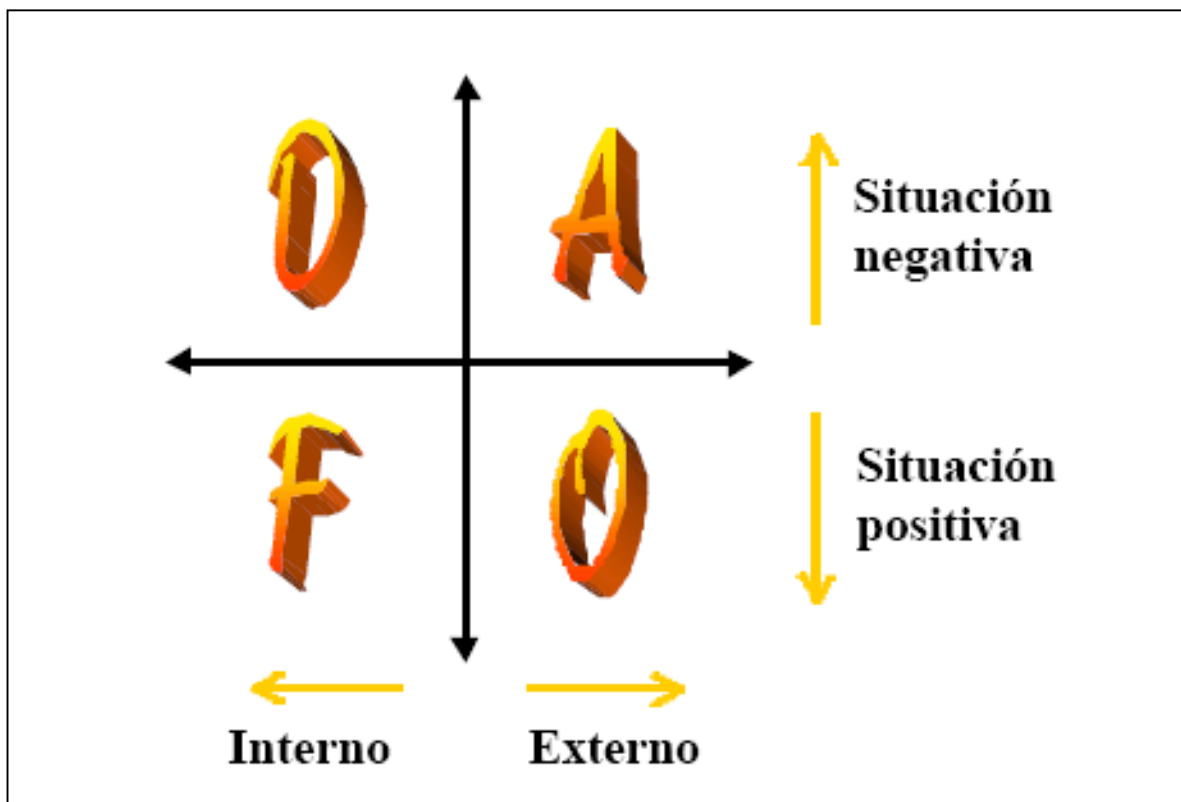 D A
Situación
negativa
F O
Situación
positiva
Interno Externo